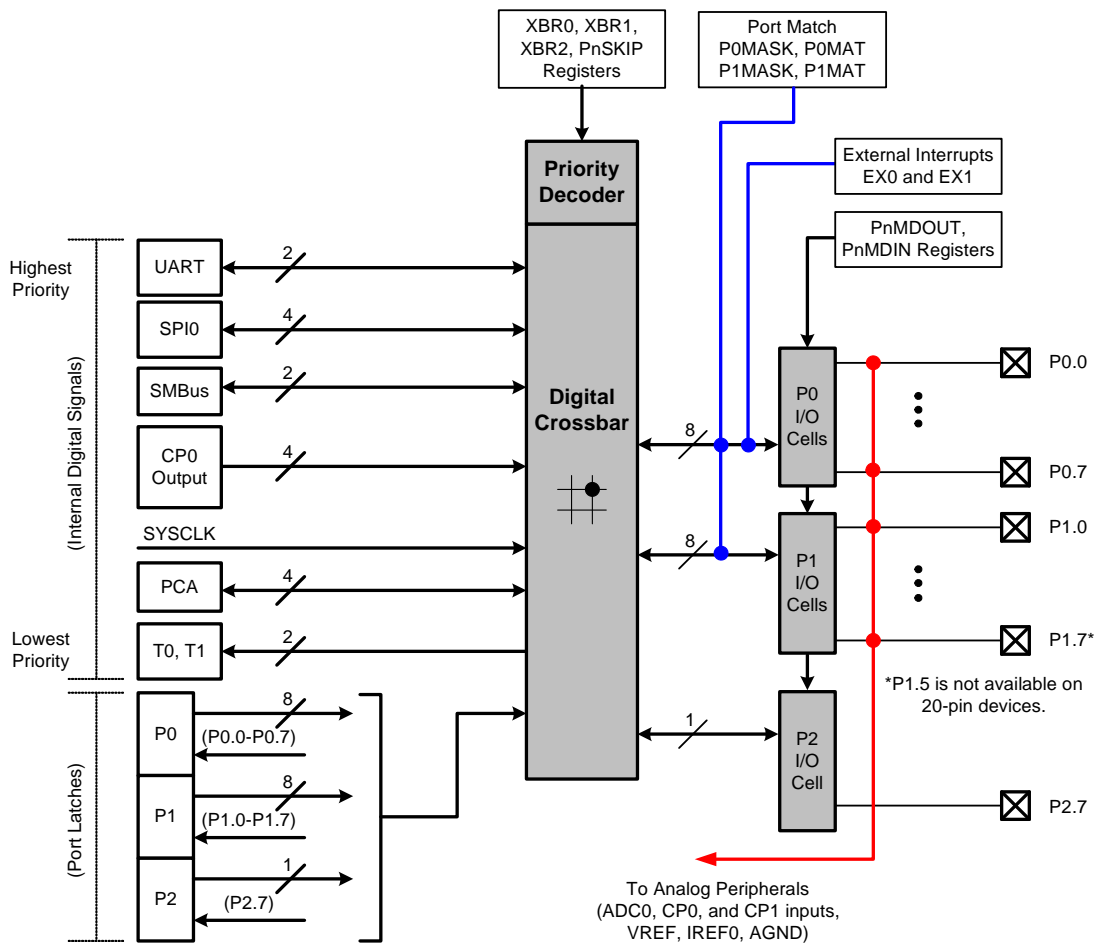 XBR0, XBR1,
XBR2, PnSKIP
Registers
Port Match
P0MASK, P0MAT
P1MASK, P1MAT
External Interrupts
EX0 and EX1
PnMDOUT,
PnMDIN Registers
Priority
Decoder
Digital
Crossbar
Highest
Priority
(Internal Digital Signals)
Lowest
Priority
UART
2
SPI0
4
SMBus
2
CP0
Output
4
SYSCLK
PCA
4
T0, T1
2
(Port Latches)
P0
8
(P0.0-P0.7)
P1
8
(P1.0-P1.7)
P2
1
(P2.7)
8
8
1
P0
I/O
Cells
P1
I/O
Cells
P2
I/O
Cell
P0.0
P0.7
P1.0
P1.7*
*P1.5 is not available on
20-pin devices.
P2.7
To Analog Peripherals
(ADC0, CP0, and CP1 inputs,
VREF, IREF0, AGND)